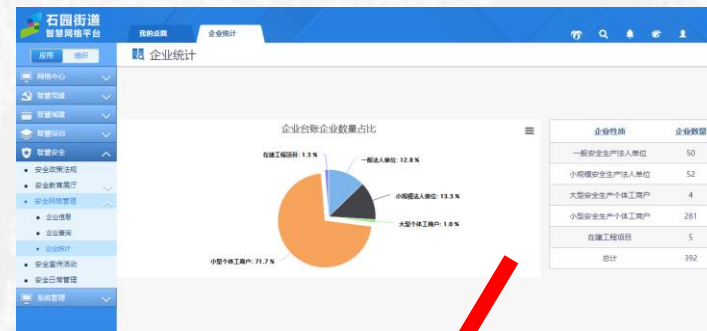 石园街道
智慧网格平台
我的桌面
企业统计
应用
组织
企业统计
网格中心
智慧党建
智慧城建
智慧综治
智慧安全
安全政策法规
安全教育展厅
安全网格管理
企业信息
企业查询
企业统计
安全宣传活动
安全日常管理
系统管理
企业台账企业数量占比
在建工程项目: 1.3 %
一般法人单位: 12.8 %
小规模法人单位: 13.3 %
大型个体工商户: 1.0 %
小型个体工商户: 71.7 %
企业性质 企业数量
一般安全生产法人单位 50
小规模安全生产法人单位 52
大型安全生产个体工商户 4
小型安全生产个体工商户 281
在建工程项目 5
总计 392